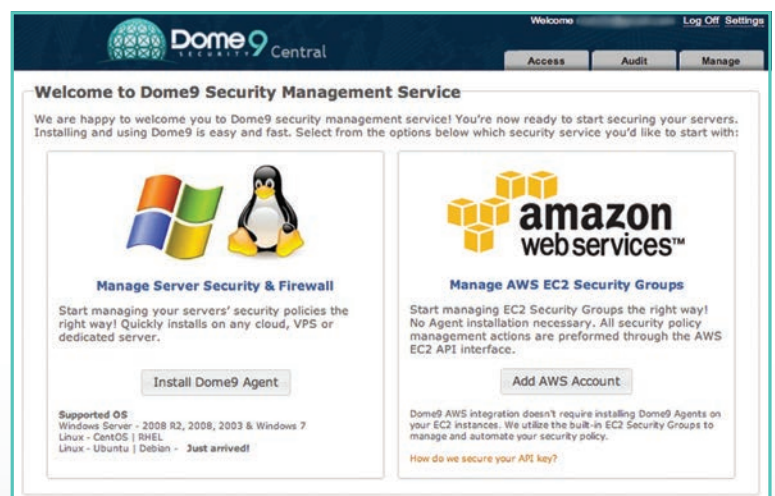 Welcome
Log Off Settings
Dome9 Central
SECURITY
Access
Audit
Manage
Welcome to Dome9 Security Management Service
We are happy to welcome you to Dome9 security management service! You're now ready to start securing your servers.
Installing and using Dome9 is easy and fast. Select from the options below which security service you'd like to start with:
Manage Server Security & Firewall
Start managing your servers' security policies the
right way! Quickly installs on any cloud, VPS or
dedicated server.
Install Dome9 Agent
Supported OS
Windows Server - 2008 R2, 2008, 2003 & Windows 7
Linux - CentOS | RHEL
Linux - Ubuntu | Debian - Just arrived!
amazon
web services™
Manage AWS EC2 Security Groups
Start managing EC2 Security Groups the right way!
No Agent installation necessary. All security policy
management actions are preformed through the AWS
EC2 API interface.
Add AWS Account
Dome9 AWS integration doesn't require installing Dome9 Agents on
your EC2 instances. We utilize the built-in EC2 Security Groups to
manage and automate your security policy.
How do we secure your API key?